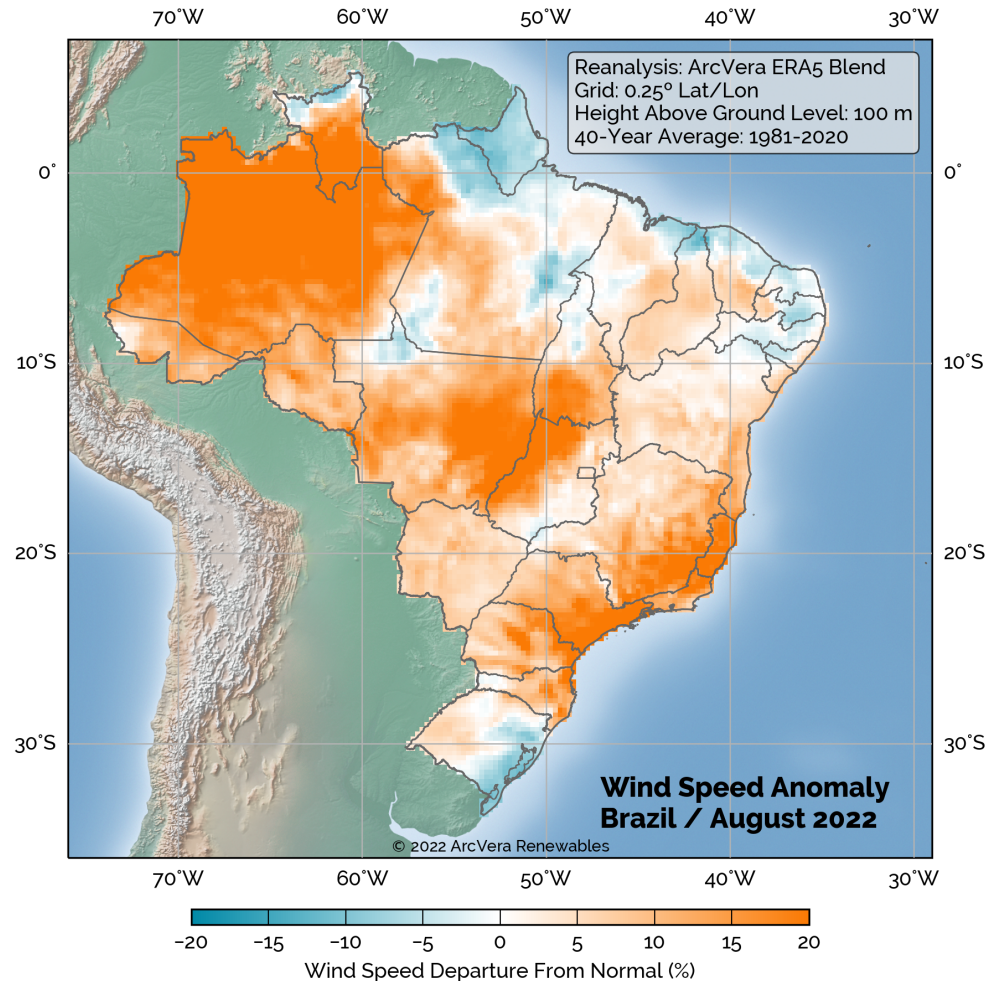 70°W 60°W 50°W 40°W 30°W
Reanalysis: ArcVera ERA5 Blend
Grid: 0.25º Lat/Lon
Height Above Ground Level: 100 m
40-Year Average: 1981-2020
0° 0°
10°S 10°S
20°S 20°S
30°S 30°S
Wind Speed Anomaly
Brazil / August 2022
© 2022 ArcVera Renewables
70°W 60°W 50°W 40°W 30°W
−20 −15 −10 −5 0 5 10 15 20
Wind Speed Departure From Normal (%)